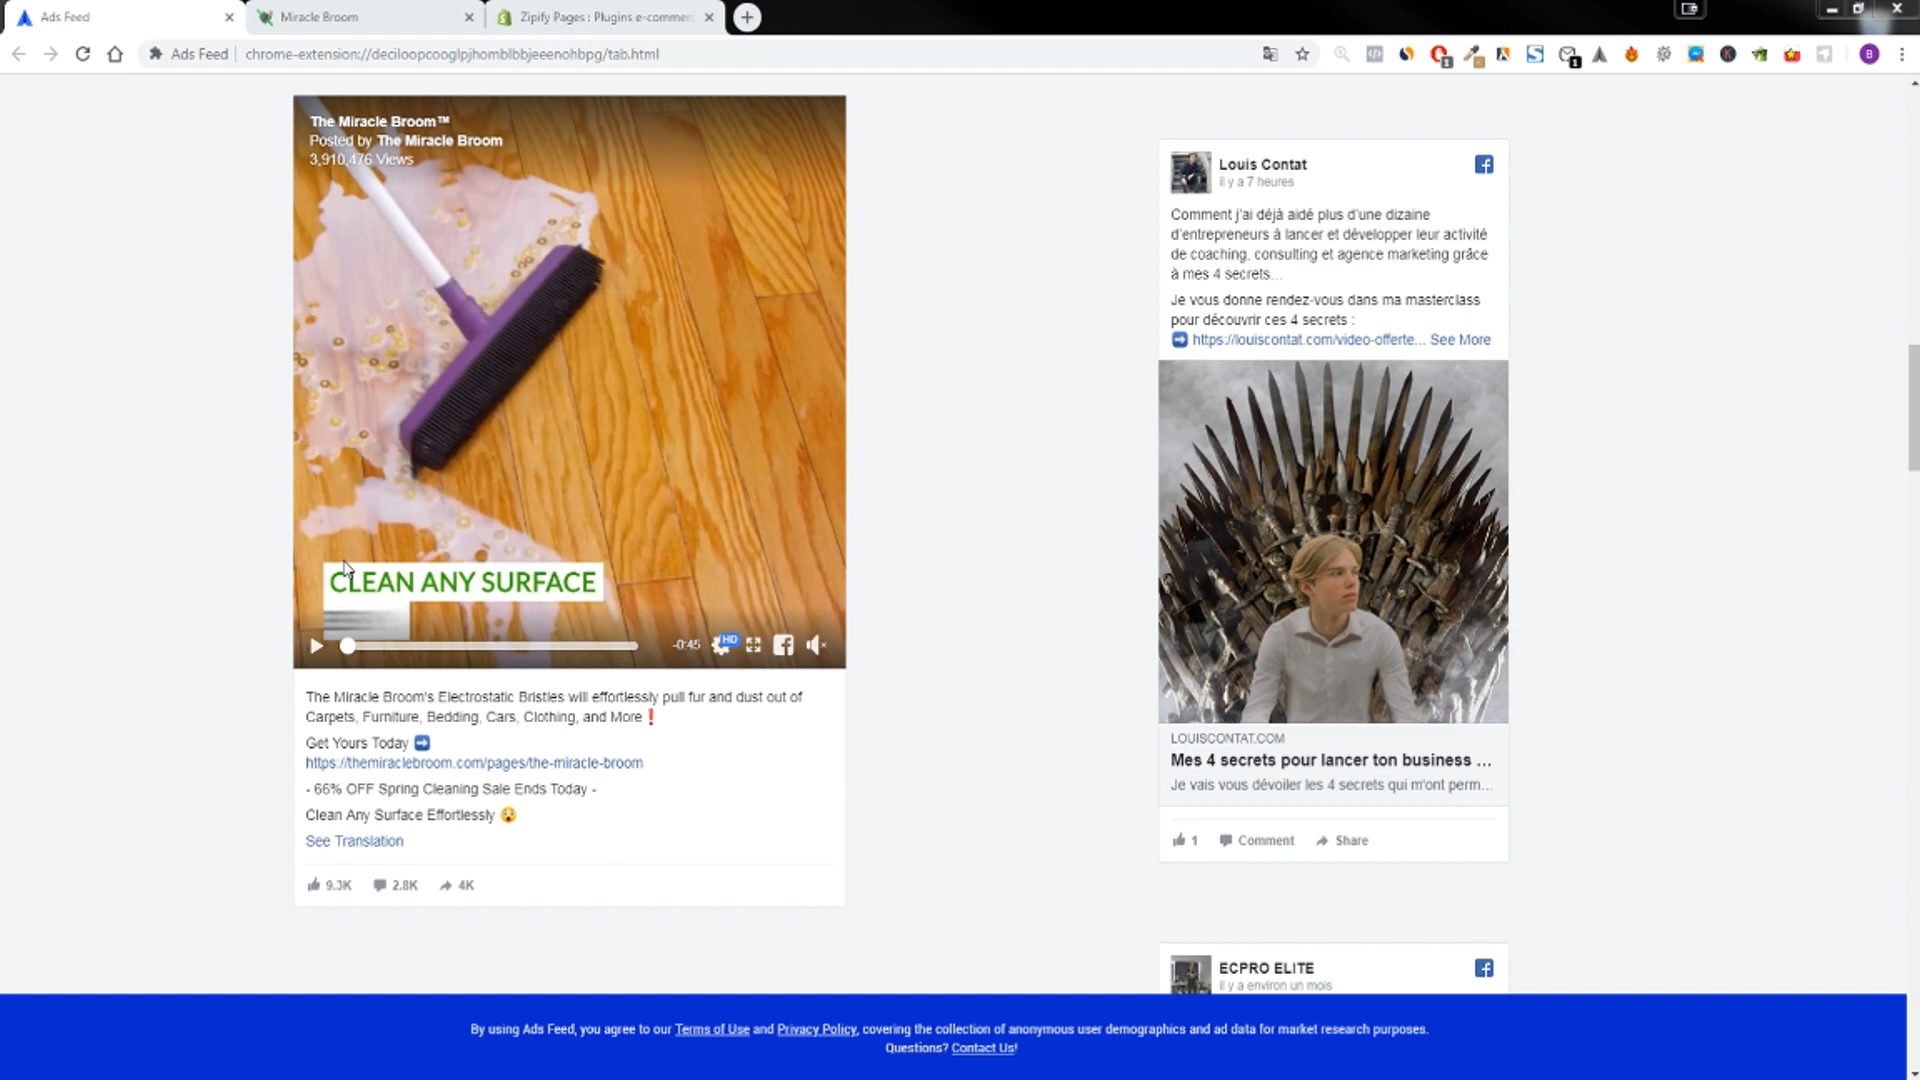 Ads Feed
Miracle Broom
Zipify Pages : Plugins e-commer
Ads Feed
chrome-extension://deciloopcooglpjhomblbbjeeenohbpg/tab.html
B
The Miracle Broom™
Posted by The Miracle Broom
3,910,476 Views
CLEAN ANY SURFACE
-0:45
HD
The Miracle Broom's Electrostatic Bristles will effortlessly pull fur and dust out of
Carpets, Furniture, Bedding, Cars, Clothing, and More❗
Get Yours Today ➡️
https://themiraclebroom.com/pages/the-miracle-broom
- 66% OFF Spring Cleaning Sale Ends Today -
Clean Any Surface Effortlessly 😵
See Translation
9.3K 2.8K 4K
Louis Contat
il y a 7 heures
Comment j'ai déjà aidé plus d'une dizaine
d'entrepreneurs à lancer et développer leur activité
de coaching, consulting et agence marketing grâce
à mes 4 secrets...
Je vous donne rendez-vous dans ma masterclass
pour découvrir ces 4 secrets :
➡️ https://louiscontat.com/video-offerte... See More
LOUISCONTAT.COM
Mes 4 secrets pour lancer ton business ...
Je vais vous dévoiler les 4 secrets qui m'ont perm...
1 Comment Share
ECPRO ELITE
il y a environ un mois
By using Ads Feed, you agree to our Terms of Use and Privacy Policy, covering the collection of anonymous user demographics and ad data for market research purposes.
Questions? Contact Us!